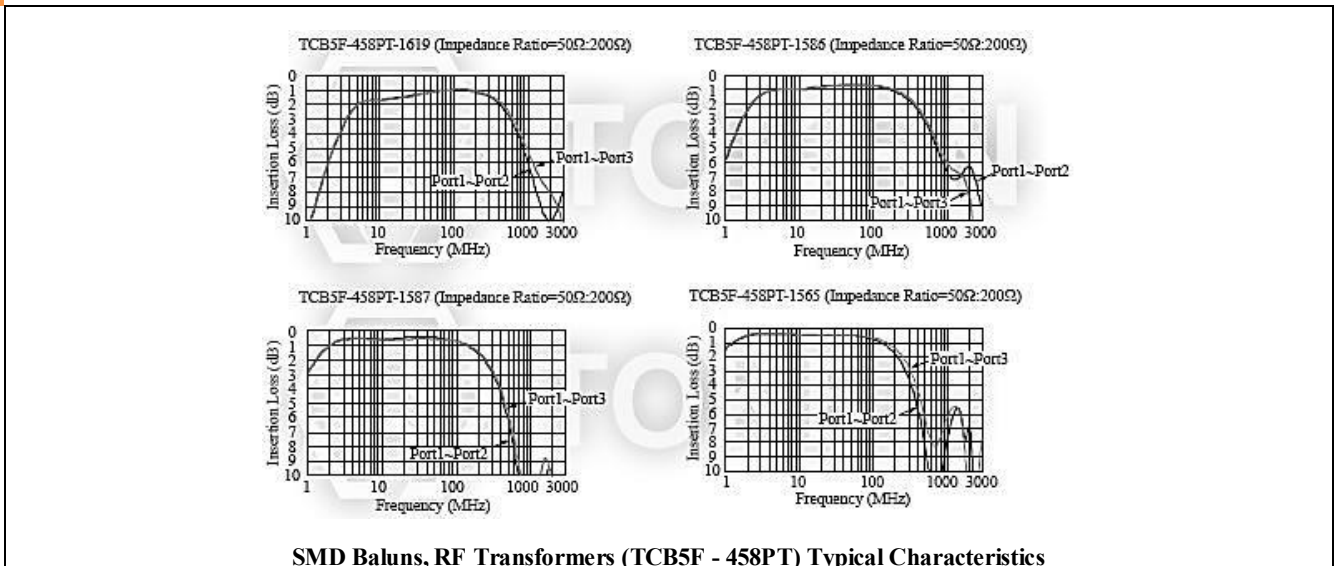 TCB5F-458PT-1619 (Impedance Ratio=50Ω:200Ω)
Insertion Loss (dB)
0
1
2
3
4
5
6
7
8
9
10
Port1~Port3
Port1~Port2
1 10 100 1000 3000
Frequency (MHz)
TCB5F-458PT-1586 (Impedance Ratio=50Ω:200Ω)
Insertion Loss (dB)
0
1
2
3
4
5
6
7
8
9
10
Port1~Port2
Port1~Port3
1 10 100 1000 3000
Frequency (MHz)
TCB5F-458PT-1587 (Impedance Ratio=50Ω:200Ω)
Insertion Loss (dB)
0
1
2
3
4
5
6
7
8
9
10
Port1~Port3
Port1~Port2
1 10 100 1000 3000
Frequency (MHz)
TCB5F-458PT-1565 (Impedance Ratio=50Ω:200Ω)
Insertion Loss (dB)
0
1
2
3
4
5
6
7
8
9
10
Port1~Port3
Port1~Port2
1 10 100 1000 3000
Frequency (MHz)
SMD Baluns, RF Transformers (TCB5F - 458PT) Typical Characteristics